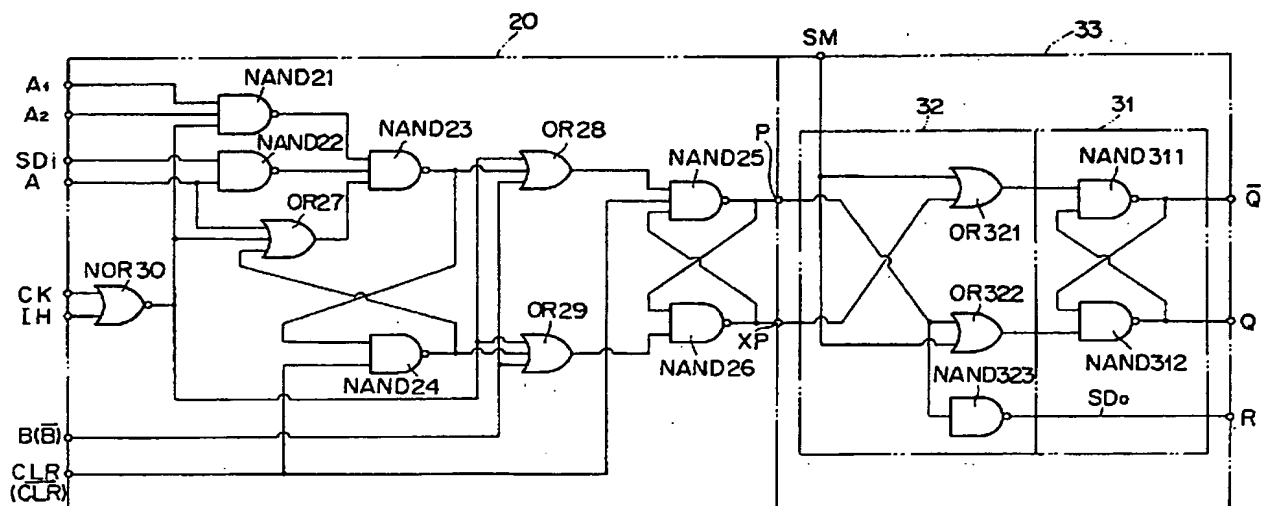 20
SM
33
A1
A2
SDi
A
CK
IH
B(B̅)
CLR
(C̅L̅R̅)
NAND21
NAND22
NAND23
OR27
NOR30
NAND24
OR28
OR29
NAND25
NAND26
P
XP
32
31
OR321
OR322
NAND323
NAND311
NAND312
SDo
Q̅
Q
R